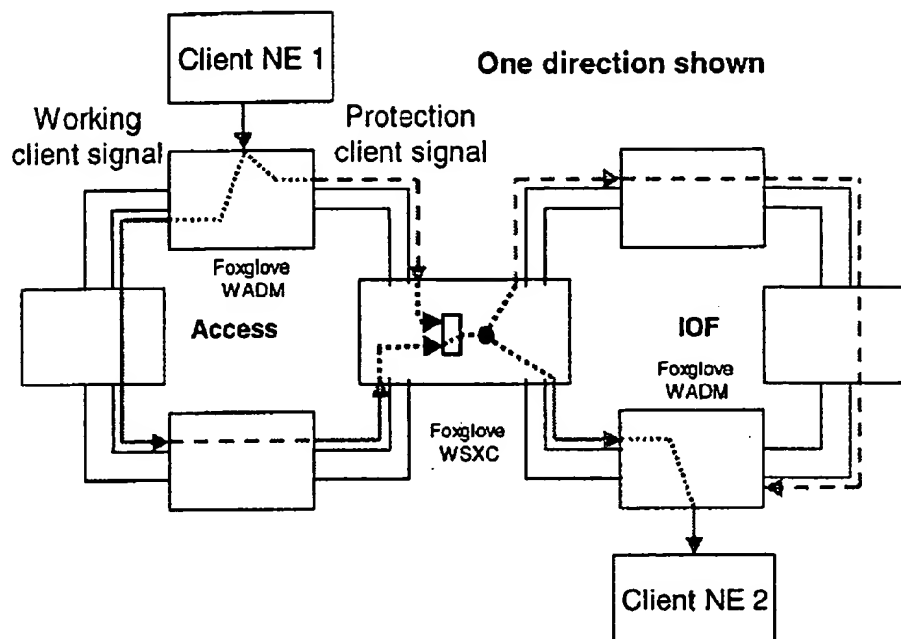 Client NE 1
One direction shown
Working
client signal
Protection
client signal
Foxglove
WADM
Access
IOF
Foxglove
WADM
Foxglove
WSXC
Client NE 2